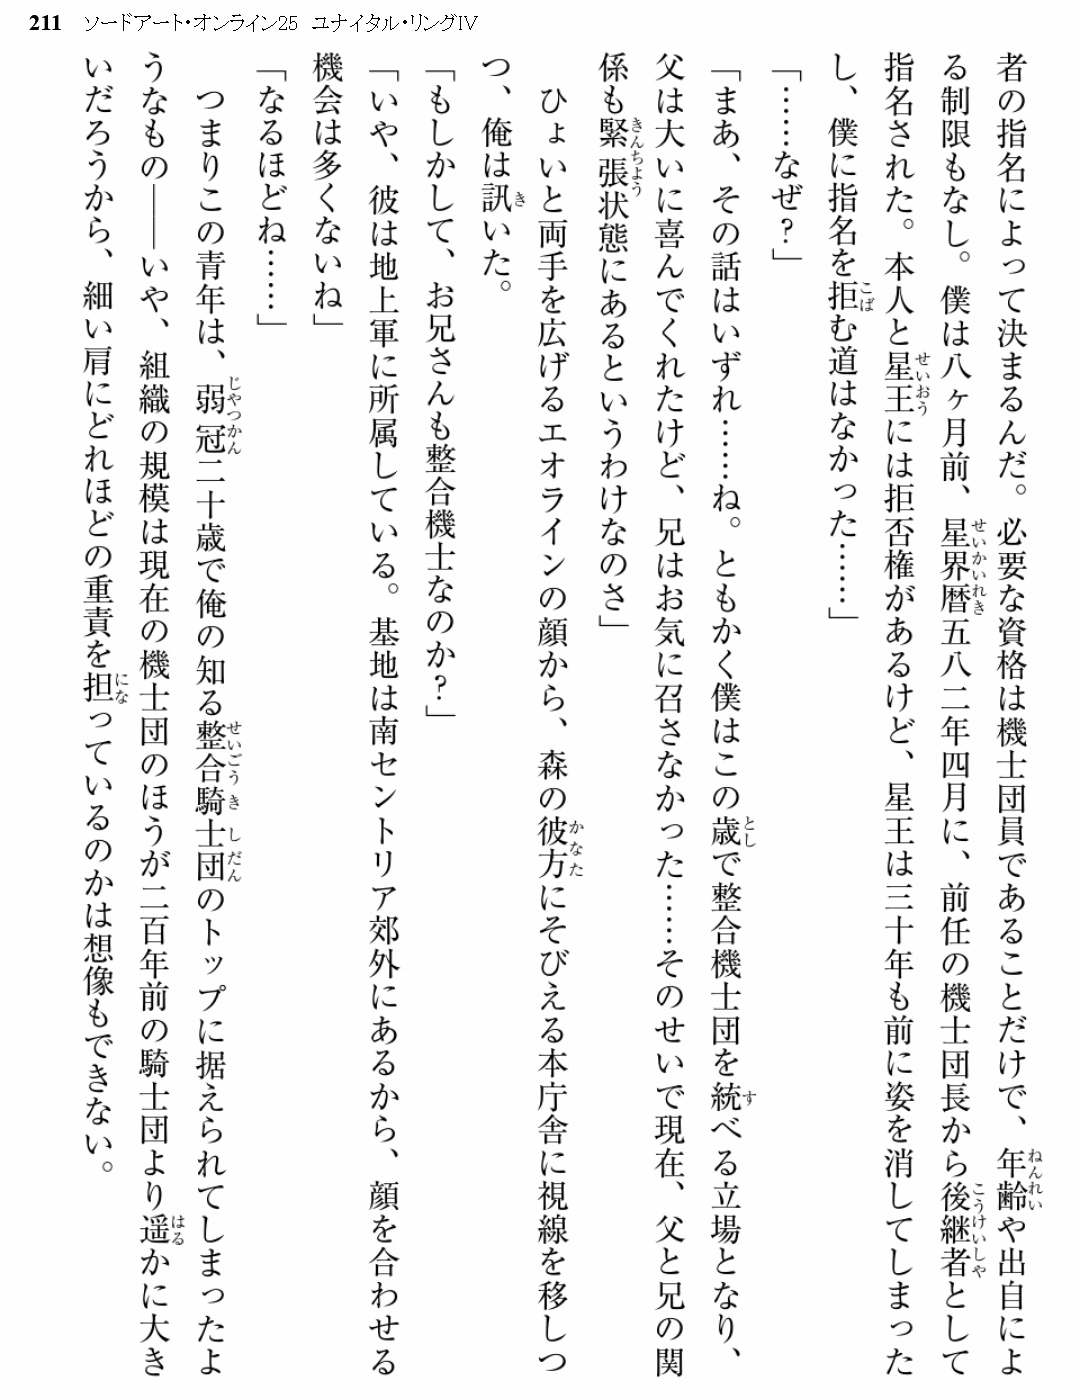 211 ソードアート・オンライン25 ユナイタル・リングⅣ
者の指名によって決まるんだ。必要な資格は機士団員であることだけで、年齢や出自によ
る制限もなし。僕は八ヶ月前、星界暦五八二年四月に、前任の機士団長から後継者として
指名された。本人と星王には拒否権があるけど、星王は三十年も前に姿を消してしまった
し、僕に指名を拒む道はなかった……」
「……なぜ？」
「まあ、その話はいずれ……ね。ともかく僕はこの歳で整合機士団を統べる立場となり、
父は大いに喜んでくれたけど、兄はお気に召さなかった……そのせいで現在、父と兄の関
係も緊張状態にあるというわけなのさ」
ひょいと両手を広げるエオラインの顔から、森の彼方にそびえる本庁舎に視線を移しつ
つ、俺は訊いた。
「もしかして、お兄さんも整合機士なのか？」
「いや、彼は地上軍に所属している。基地は南セントリア郊外にあるから、顔を合わせる
機会は多くないね」
「なるほどね……」
つまりこの青年は、弱冠二十歳で俺の知る整合騎士団のトップに据えられてしまったよ
うなもの――いや、組織の規模は現在の機士団のほうが二百年前の騎士団より遥かに大き
いだろうから、細い肩にどれほどの重責を担っているのかは想像もできない。